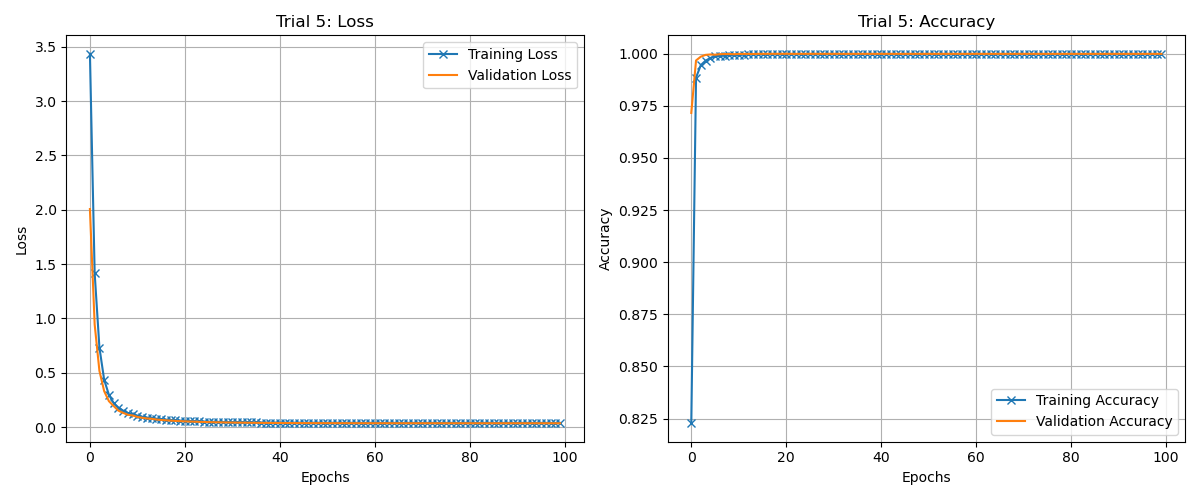 Trial 5: Loss
Training Loss
Validation Loss
3.5
3.0
2.5
2.0
1.5
1.0
0.5
0.0
Loss
0 20 40 60 80 100
Epochs
Trial 5: Accuracy
1.000
0.975
0.950
0.925
0.900
0.875
0.850
0.825
Accuracy
Training Accuracy
Validation Accuracy
0 20 40 60 80 100
Epochs